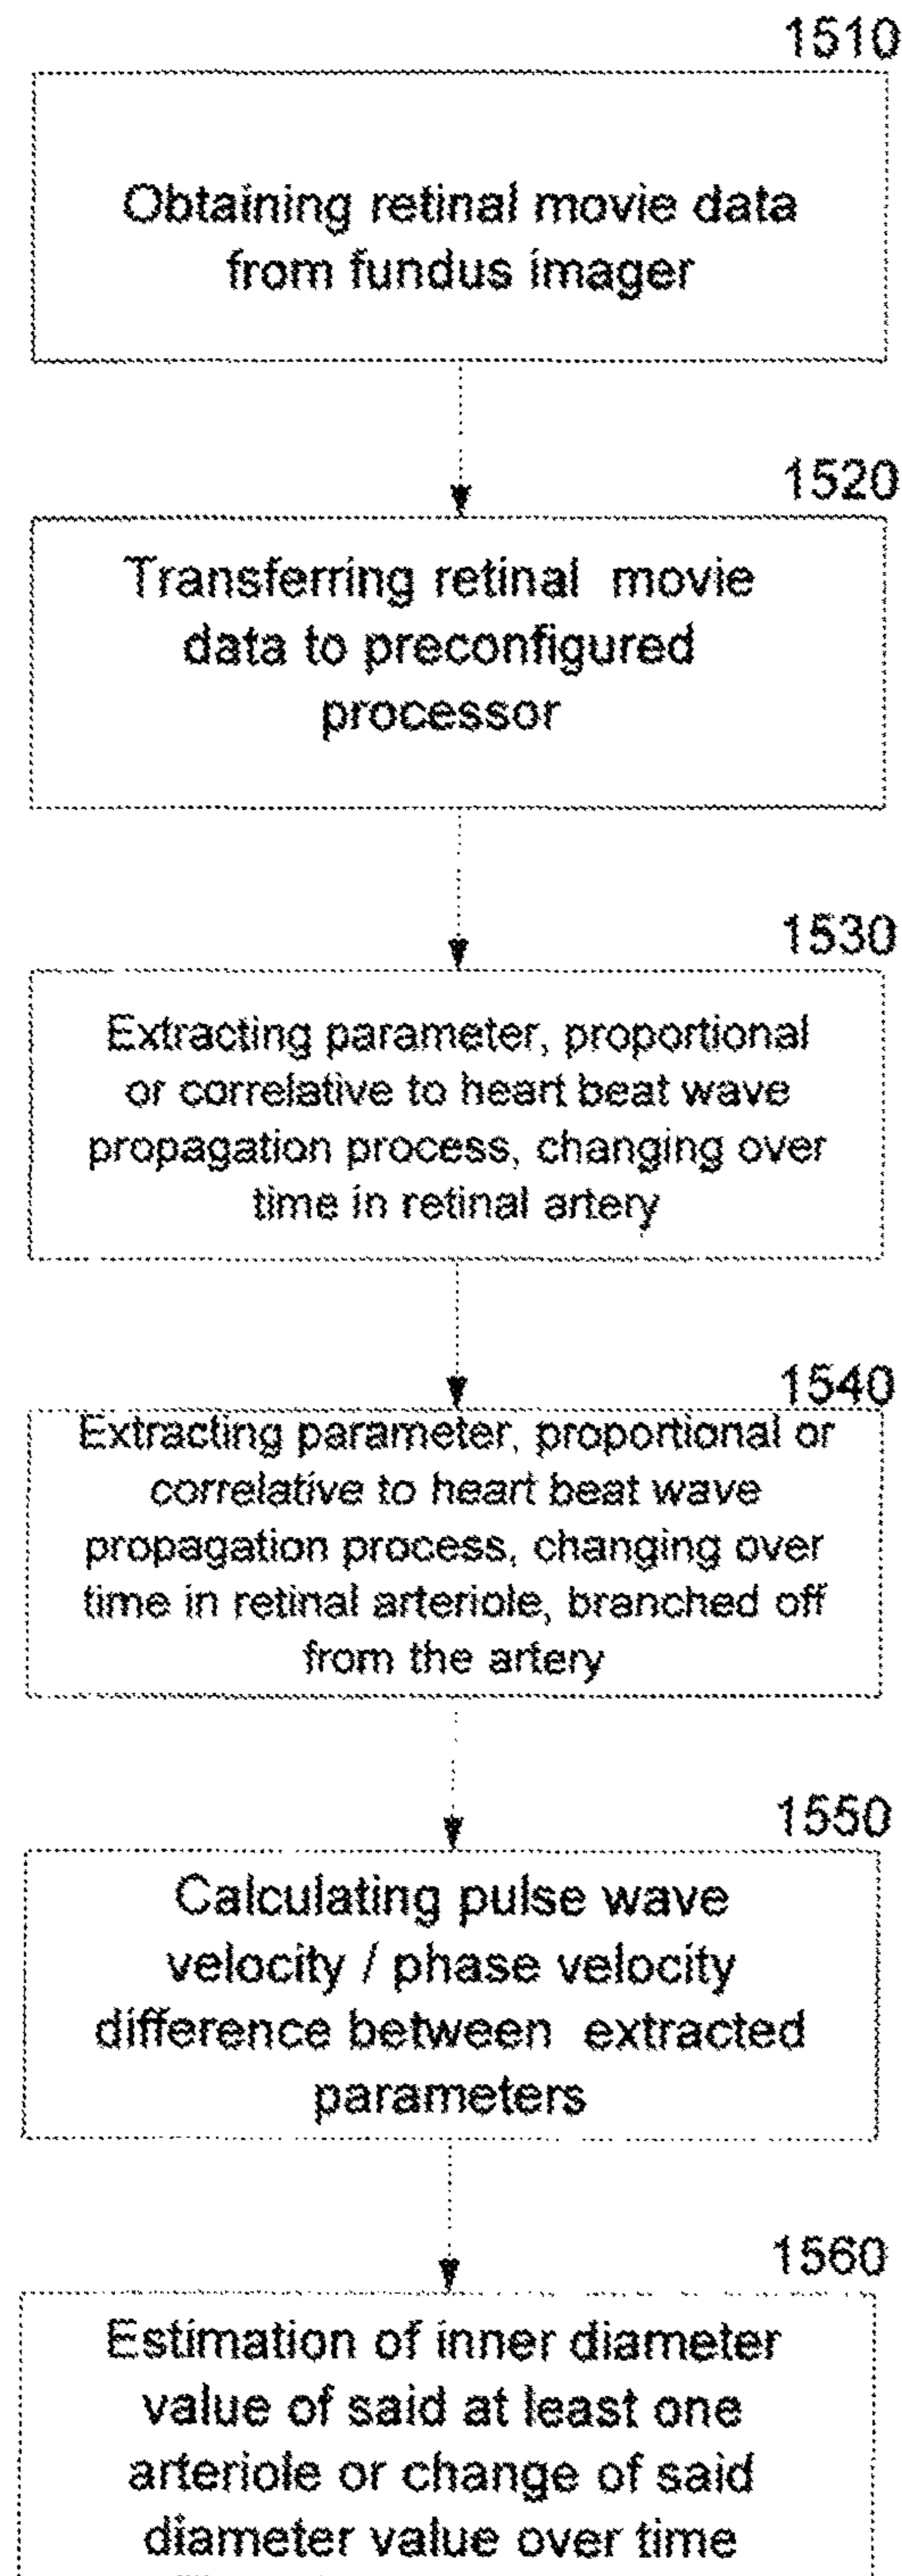 1510
Obtaining retinal movie data
from fundus imager
1520
Transferring retinal movie
data to preconfigured
processor
1530
Extracting parameter, proportional
or correlative to heart beat wave
propagation process, changing over
time in retinal artery
1540
Extracting parameter, proportional or
correlative to heart beat wave
propagation process, changing over
time in retinal arteriole, branched off
from the artery
1550
Calculating pulse wave
velocity / phase velocity
difference between extracted
parameters
1560
Estimation of inner diameter
value of said at least one
arteriole or change of said
diameter value over time